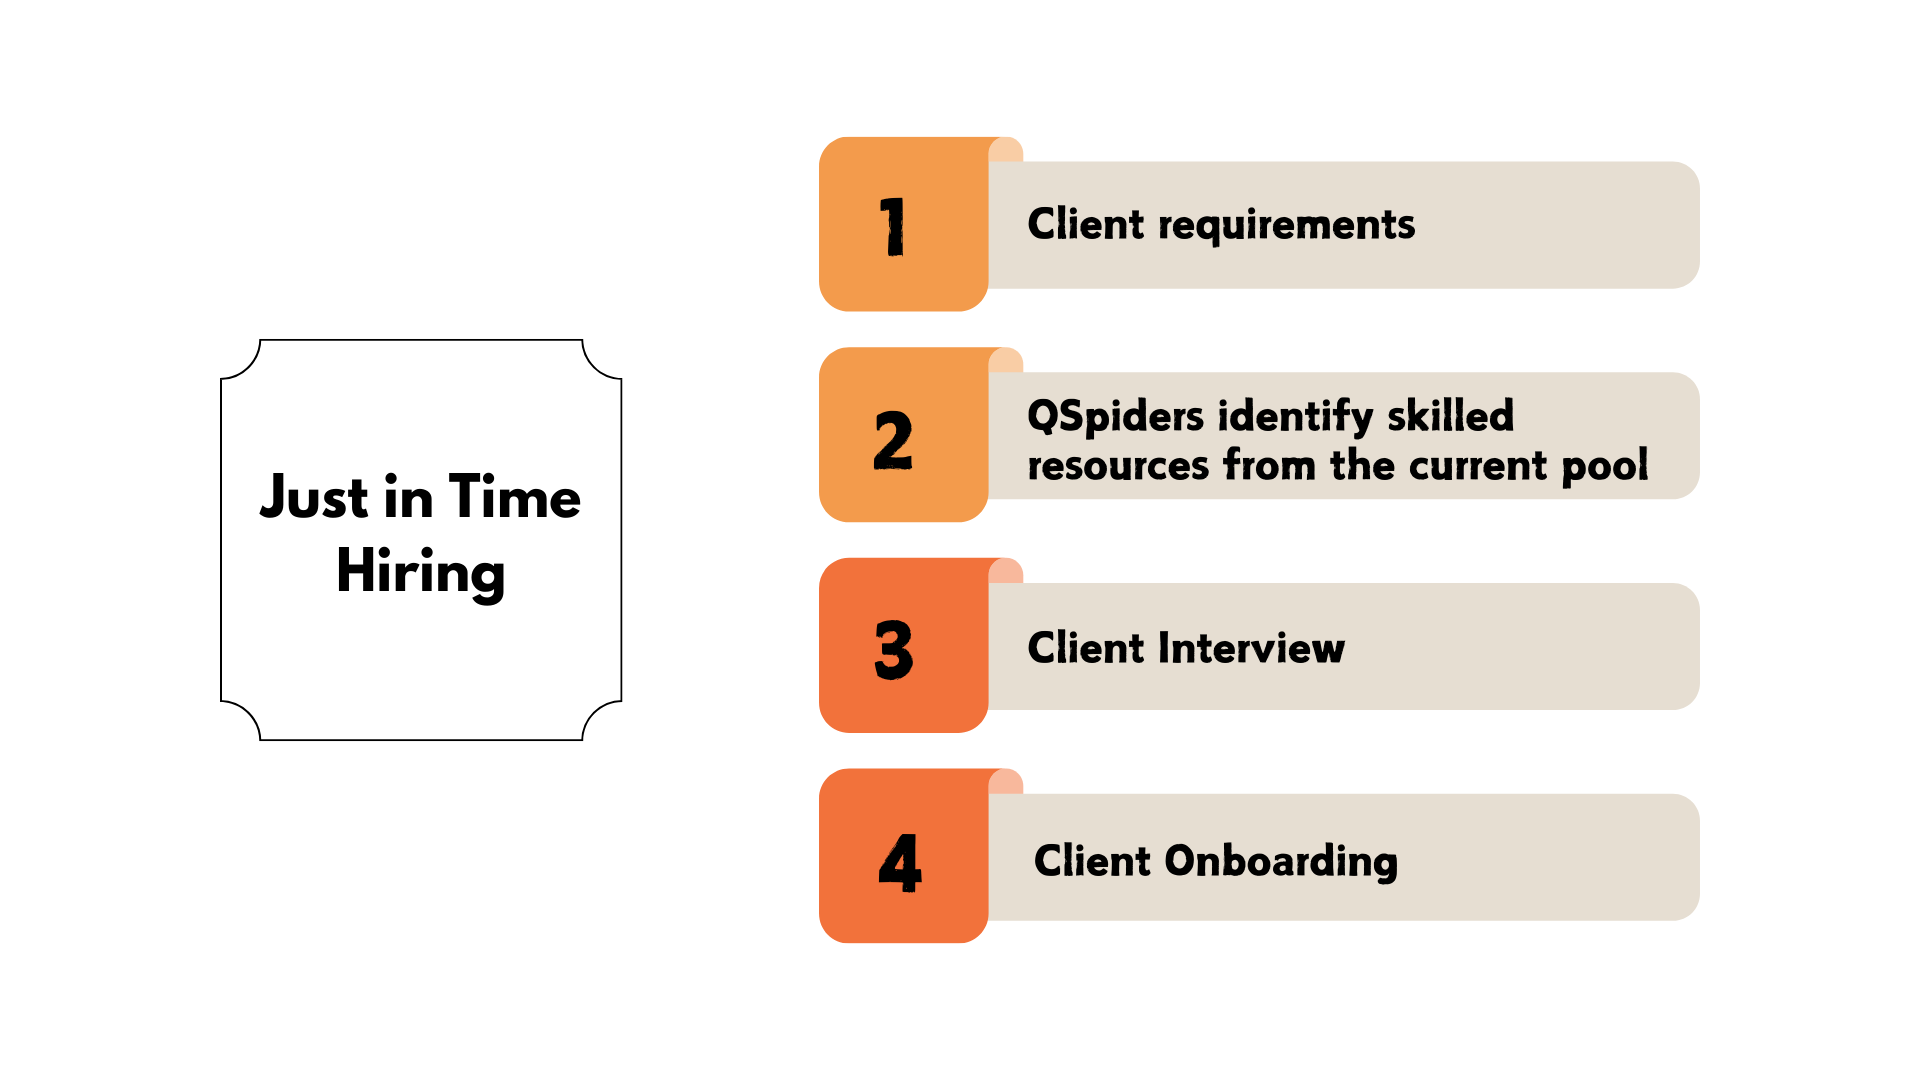 Just in Time
Hiring
1
Client requirements
2
QSpiders identify skilled
resources from the current pool
3
Client Interview
4
Client Onboarding